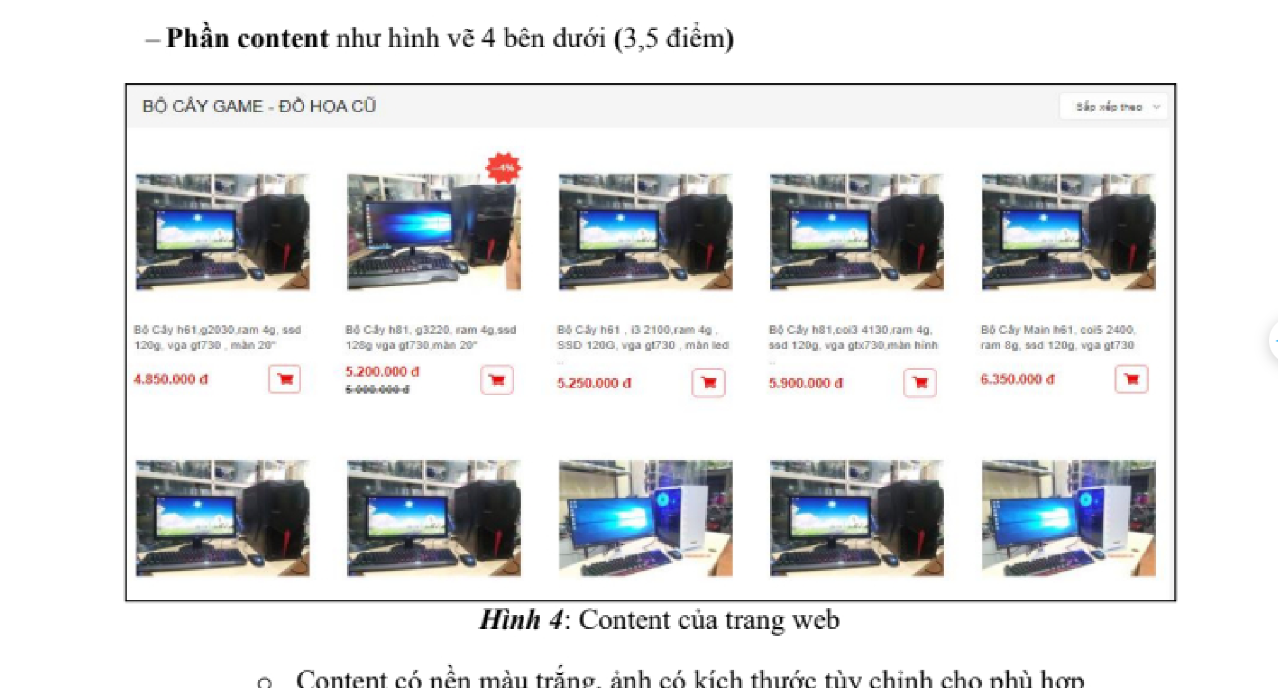 – Phần content như hình vẽ 4 bên dưới (3,5 điểm)
BỘ CÂY GAME - ĐỒ HỌA CŨ
Sắp xếp theo
-4%
Bộ Cây h61,g2030,ram 4g, ssd 120g, vga gt730 , màn 20"
4.850.000 đ
Bộ Cây h81, g3220, ram 4g,ssd 128g vga gt730,màn 20"
5.200.000 đ
Bộ Cây h61 , i3 2100,ram 4g , SSD 120G, vga gt730 , màn led ..
5.250.000 đ
Bộ Cây h81,coi3 4130,ram 4g, ssd 120g, vga gtx730,màn hình ..
5.900.000 đ
Bộ Cây Main h61, coi5 2400, ram 8g, ssd 120g, vga gt730
6.350.000 đ
Hình 4: Content của trang web
o Content có nền màu trắng, ảnh có kích thước tùy chỉnh cho phù hợp